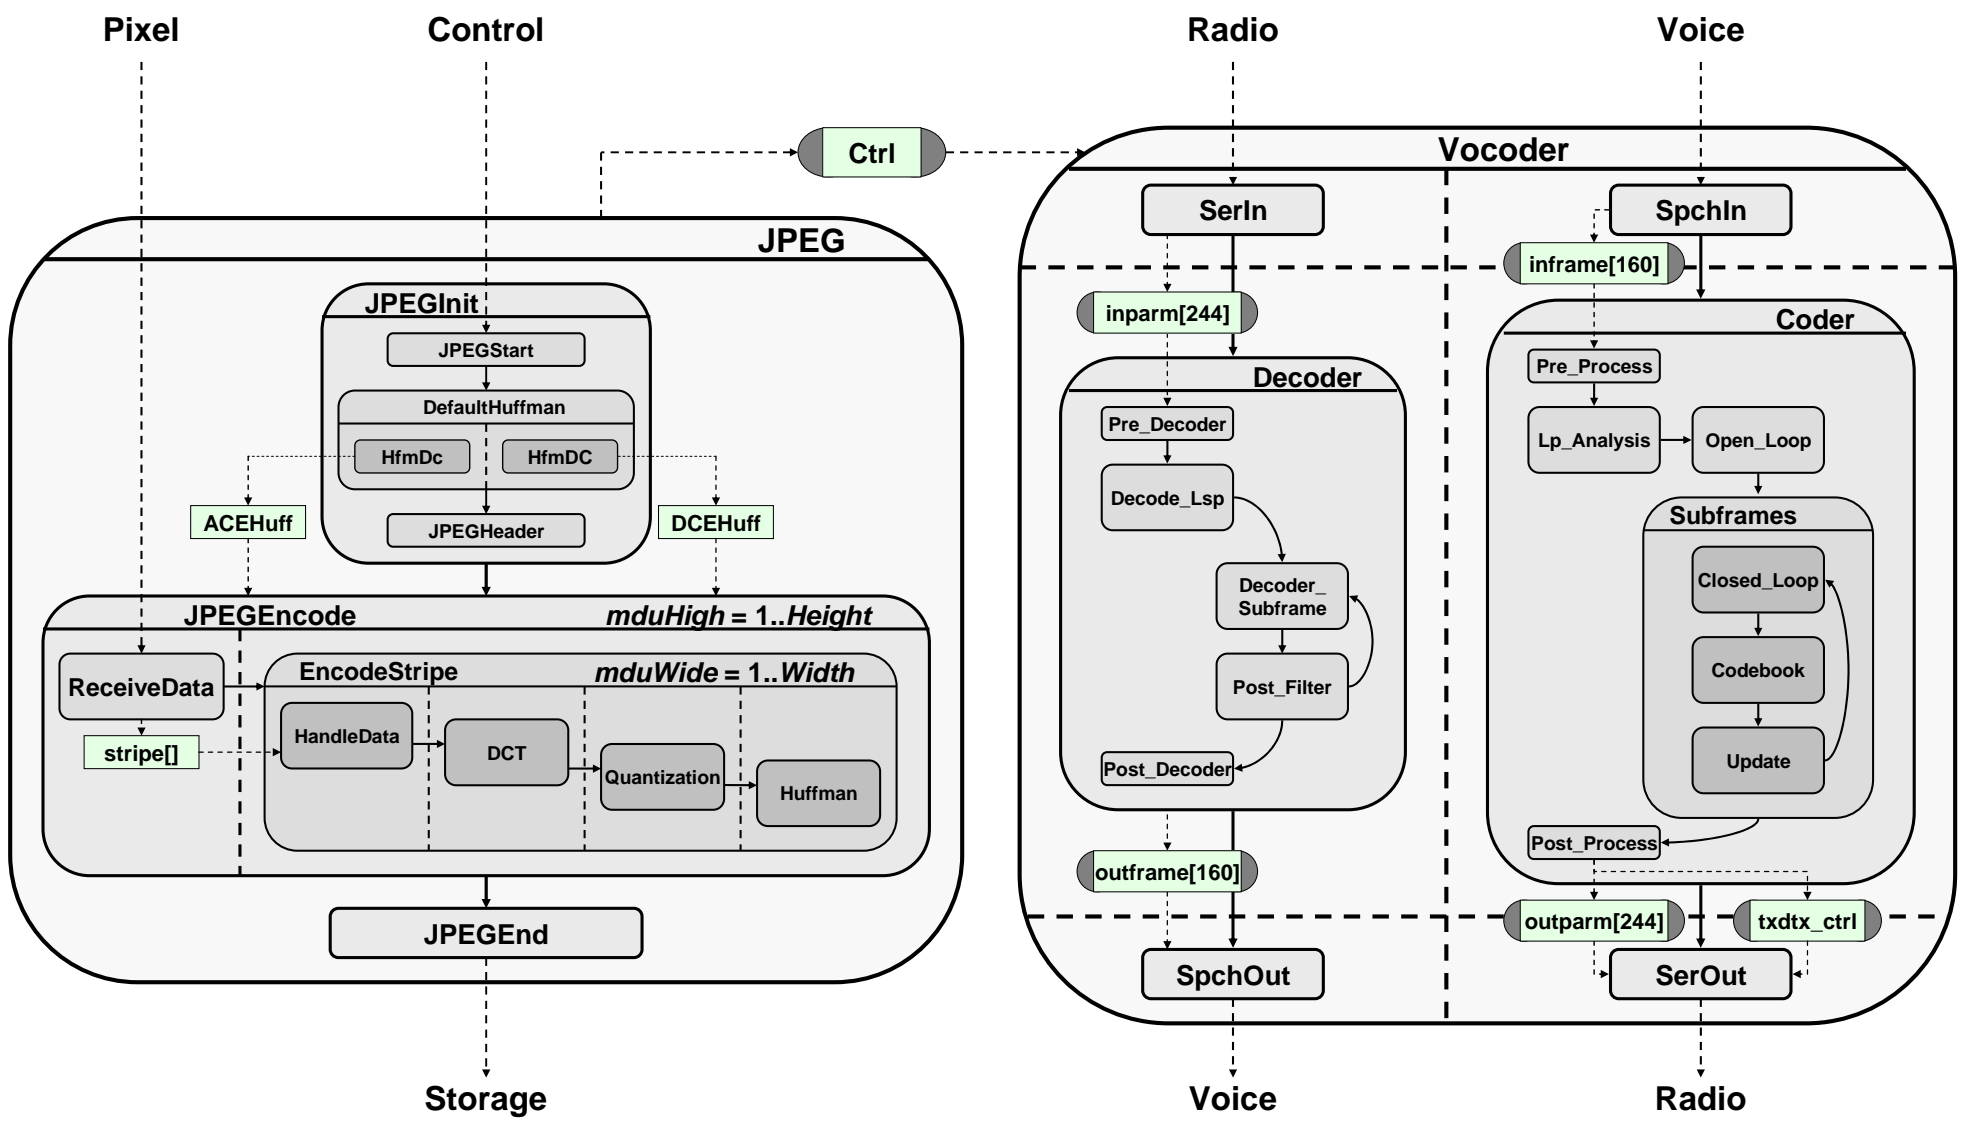 Pixel
Control
Radio
Voice
Ctrl
JPEG
JPEGInit
JPEGStart
DefaultHuffman
HfmDc
HfmDC
ACEHuff
DCEHuff
JPEGHeader
JPEGEncode
mduHigh = 1..Height
ReceiveData
stripe[]
EncodeStripe
mduWide = 1..Width
HandleData
DCT
Quantization
Huffman
JPEGEnd
Storage
Vocoder
SerIn
inparm[244]
Decoder
Pre_Decoder
Decode_Lsp
Decoder_
Subframe
Post_Filter
Post_Decoder
outframe[160]
SpchOut
Voice
SpchIn
inframe[160]
Coder
Pre_Process
Lp_Analysis
Open_Loop
Subframes
Closed_Loop
Codebook
Update
Post_Process
outparm[244]
txdtx_ctrl
SerOut
Radio